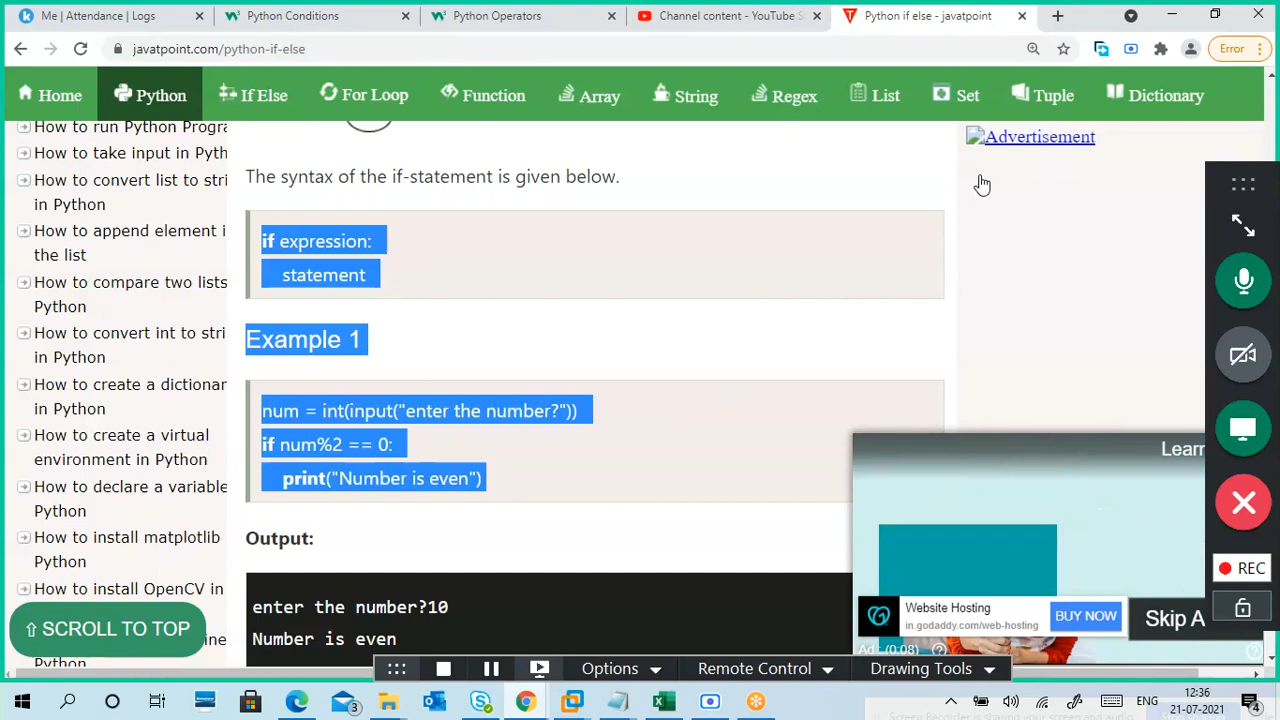 Me | Attendance | Logs
Python Conditions
Python Operators
Channel content - YouTube S
Python if else - javatpoint
javatpoint.com/python-if-else
Error
Home
Python
If Else
For Loop
Function
Array
String
Regex
List
Set
Tuple
Dictionary
How to run Python Progra
How to take input in Pyth
How to convert list to stri
in Python
How to append element i
the list
How to compare two lists
Python
How to convert int to stri
in Python
How to create a dictionar
in Python
How to create a virtual
environment in Python
How to declare a variable
Python
How to install matplotlib
Python
How to install OpenCV in
ine
Python
SCROLL TO TOP
The syntax of the if-statement is given below.
if expression:
statement
Example 1
num = int(input("enter the number?"))
if num%2 == 0:
print("Number is even")
Output:
enter the number?10
Number is even
Advertisement
Learn
Website Hosting
in.godaddy.com/web-hosting
BUY NOW
Skip A
Ad : (0:08)
REC
Options
Remote Control
Drawing Tools
3
ENG
12:36
21-07-2021
4